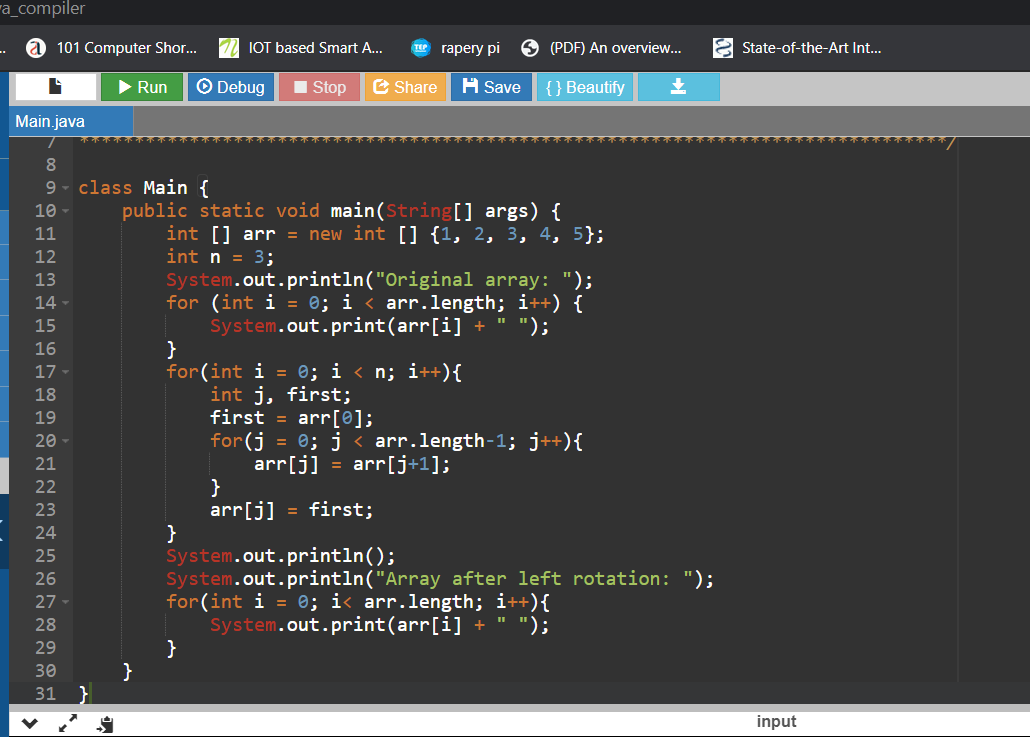 va_compiler
101 Computer Shor...
IOT based Smart A...
TEP
rapery pi
(PDF) An overview...
State-of-the-Art Int...
Run
Debug
Stop
Share
Save
{ } Beautify
Main.java
7 *******************************************************************************/
8
9 class Main {
10     public static void main(String[] args) {
11         int [] arr = new int [] {1, 2, 3, 4, 5};
12         int n = 3;
13         System.out.println("Original array: ");
14         for (int i = 0; i < arr.length; i++) {
15             System.out.print(arr[i] + " ");
16         }
17         for(int i = 0; i < n; i++){
18             int j, first;
19             first = arr[0];
20             for(j = 0; j < arr.length-1; j++){
21                 arr[j] = arr[j+1];
22             }
23             arr[j] = first;
24         }
25         System.out.println();
26         System.out.println("Array after left rotation: ");
27         for(int i = 0; i< arr.length; i++){
28             System.out.print(arr[i] + " ");
29         }
30     }
31 }
input